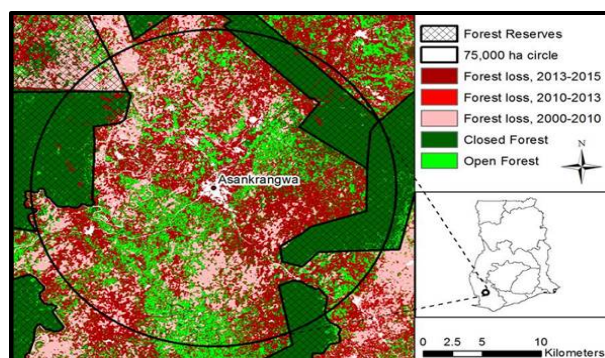 Forest Reserves
75,000 ha circle
Forest loss, 2013-2015
Forest loss, 2010-2013
Forest loss, 2000-2010
Closed Forest
Open Forest
N
Asankrangwa
0 2.5 5 10
Kilometers